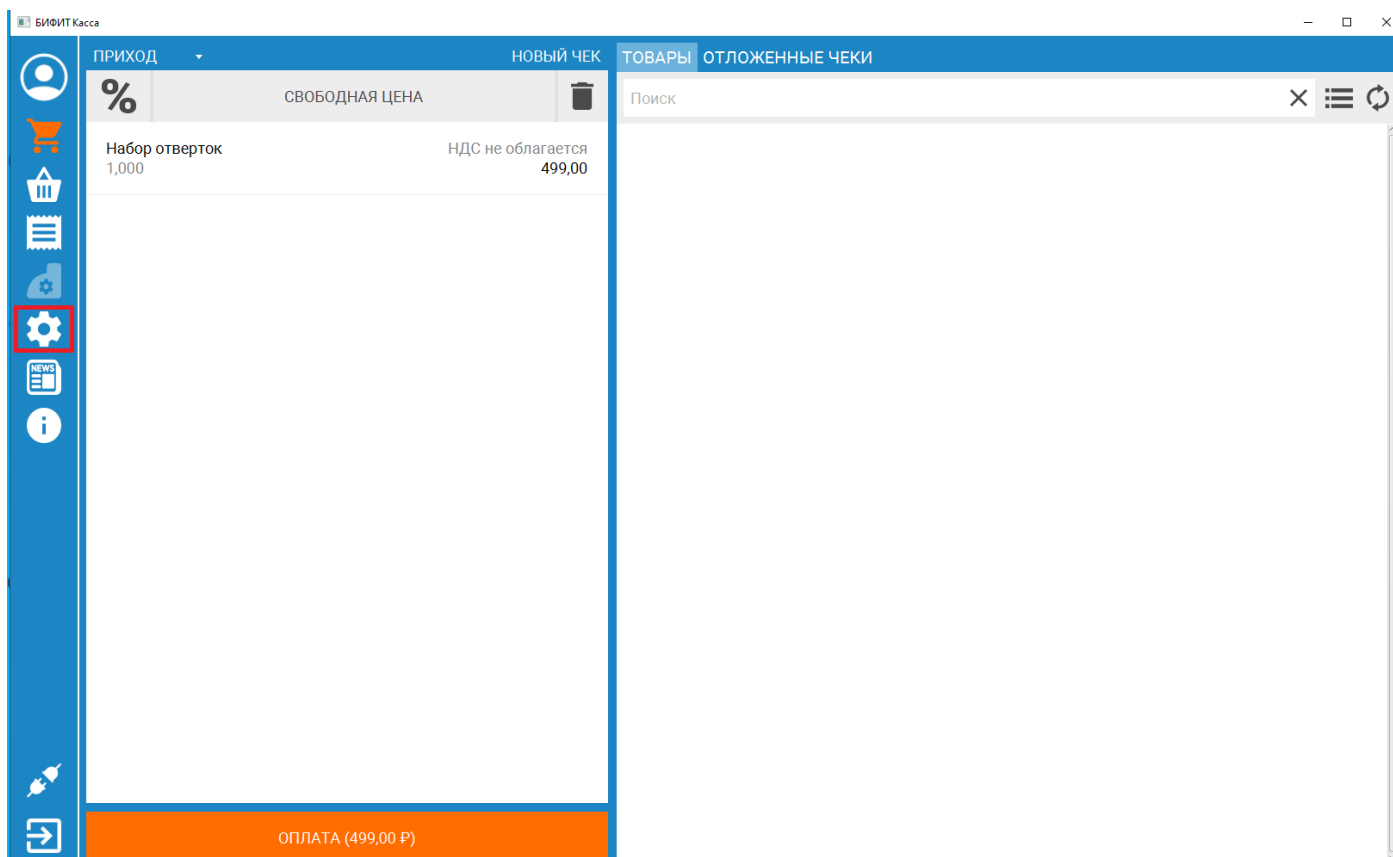 БИФИТ Касса
ПРИХОД НОВЫЙ ЧЕК
ТОВАРЫ ОТЛОЖЕННЫЕ ЧЕКИ
% СВОБОДНАЯ ЦЕНА
Поиск
Набор отверток НДС не облагается
1,000 499,00
NEWS
i
ОПЛАТА (499,00 ₽)